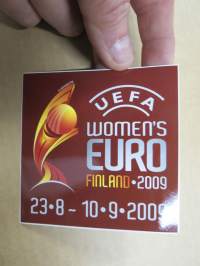 UEFA
WOMEN'S
EURO
FINLAND•2009
23•8 – 10•9•2009